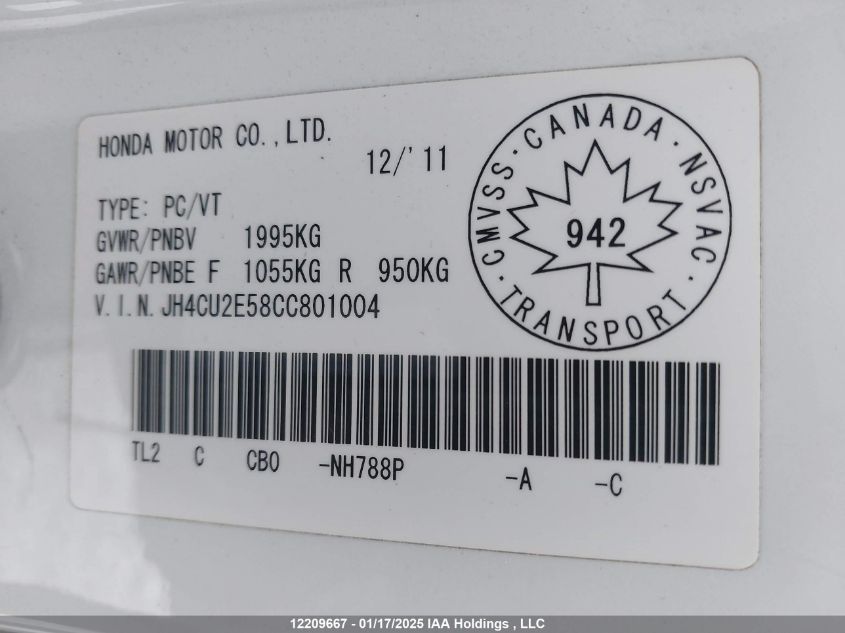 HONDA MOTOR CO.,LTD.
12/'11
TYPE: PC/VT
GVWR/PNBV 1995KG
GAWR/PNBE F 1055KG R 950KG
V.I.N. JH4CU2E58CC801004
CMVSS · CANADA · NSVAC · TRANSPORT ·
942
TL2 C CBO -NH788P -A -C
12209667 - 01/17/2025 IAA Holdings , LLC